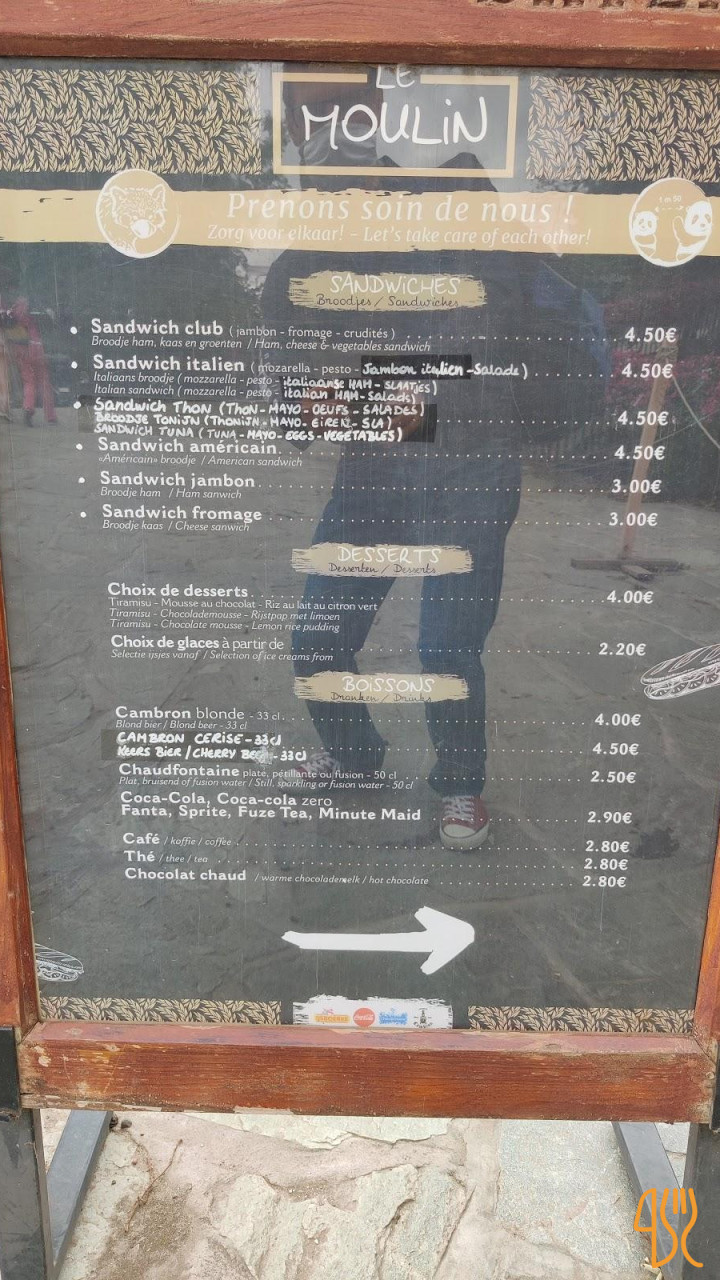 LE
MOULIN
Prenons soin de nous !
Zorg voor elkaar! - Let's take care of each other!
1 m 50
SANDWICHES
Broodjes / Sandwiches
• Sandwich club ( jambon - fromage - crudités ) 4.50€
Broodje ham, kaas en groenten / Ham, cheese & vegetables sandwich
• Sandwich italien ( mozarella - pesto - Jambon italien - Salade ) 4.50€
Italiaans broodje ( mozzarella - pesto - italiaanse HAM - SLAATJES )
Italian sandwich ( mozzarella - pesto - italian HAM - Salads )
• Sandwich THON (THON - MAYO - OEUFS - SALADES) 4.50€
BROODJE TONIJN (THONIJN - MAYO - EIREN - SLA)
SANDWICH TUNA (TUNA - MAYO - EGGS - VEGETABLES)
• Sandwich américain 4.50€
«Américain» broodje / American sandwich
• Sandwich jambon 3.00€
Broodje ham / Ham sanwich
• Sandwich fromage 3.00€
Broodje kaas / Cheese sanwich
DESSERTS
Desserten / Desserts
Choix de desserts 4.00€
Tiramisu - Mousse au chocolat - Riz au lait au citron vert
Tiramisu - Chocolademousse - Rijstpap met limoen
Tiramisu - Chocolate mousse - Lemon rice pudding
Choix de glaces à partir de 2.20€
Selectie ijsjes vanaf / Selection of ice creams from
BOISSONS
Dranken / Drinks
Cambron blonde - 33 cl 4.00€
Blond bier / Blond beer - 33 cl
CAMBRON CERISE - 33cl 4.50€
KEERS BIER / CHERRY - 33cl
Chaudfontaine plate, pétillante ou fusion - 50 cl 2.50€
Plat, bruisend of fusion water / Still, sparkling or fusion water - 50 cl
Coca-Cola, Coca-cola zero
Fanta, Sprite, Fuze Tea, Minute Maid 2.90€
Café / koffie / coffee 2.80€
Thé / thee / tea 2.80€
Chocolat chaud / warme chocolademelk / hot chocolate 2.80€